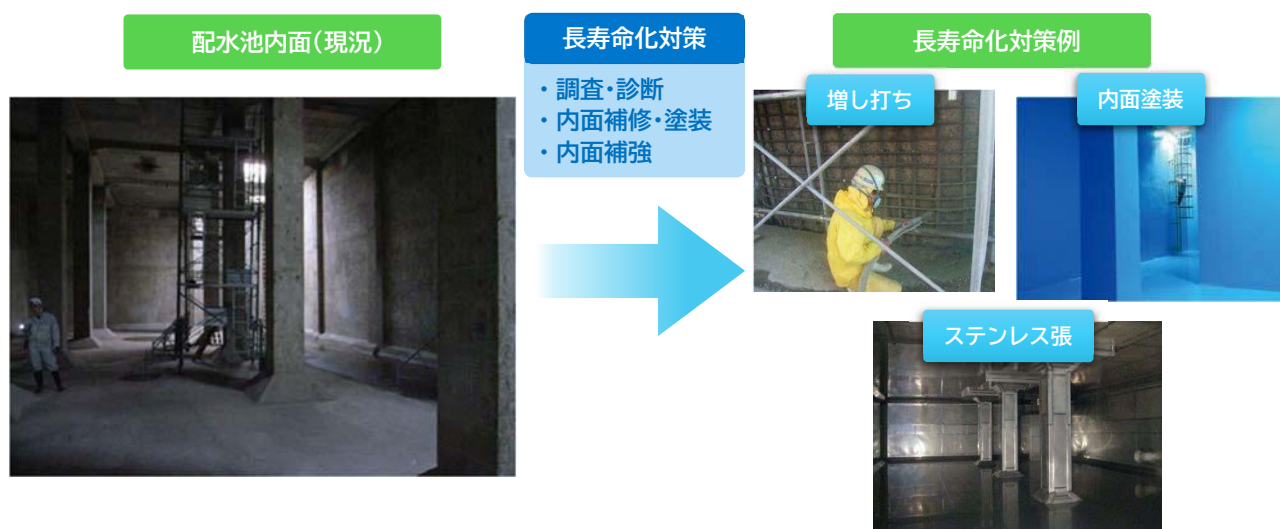 配水池内面(現況)
長寿命化対策
・調査・診断
・内面補修・塗装
・内面補強
長寿命化対策例
増し打ち
内面塗装
ステンレス張